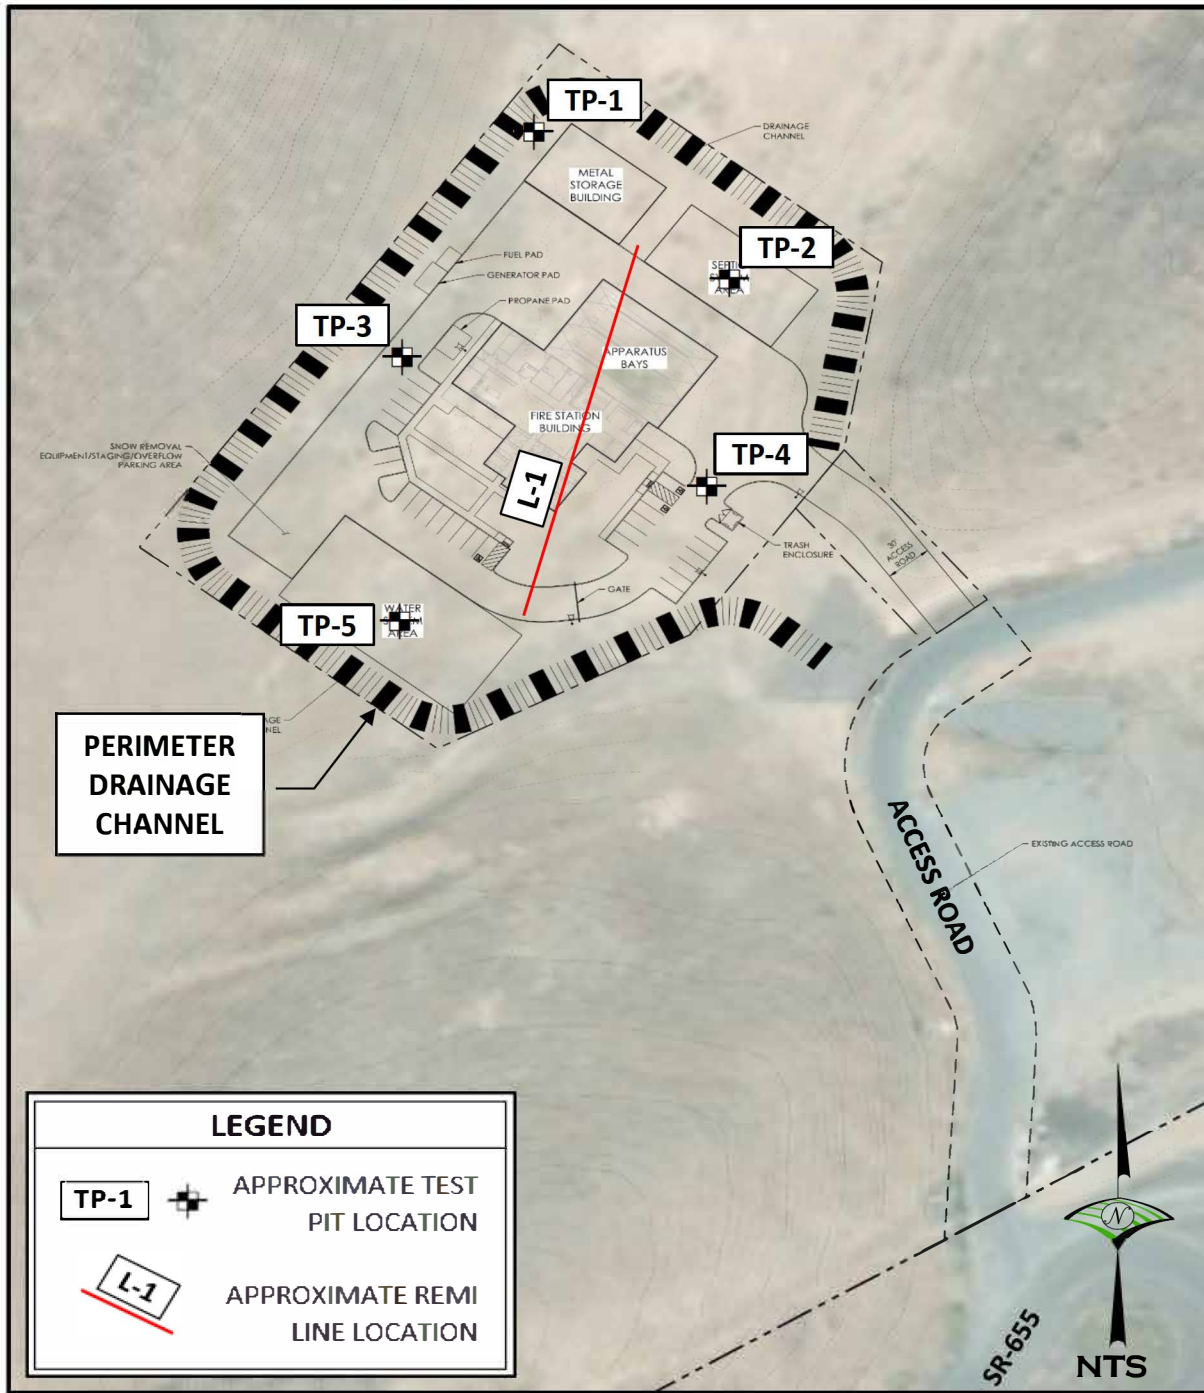 TP-1
DRAINAGE
CHANNEL
METAL
STORAGE
BUILDING
TP-2
FUEL PAD
GENERATOR PAD
PROPANE PAD
AREA
TP-3
APPARATUS
BAYS
FIRE STATION
BUILDING
SNOW REMOVAL
EQUIPMENT/STAGING/OVERFLOW
PARKING AREA
TP-4
L-1
TRASH
ENCLOSURE
30'
ACCESS
ROAD
GATE
WATER
AREA
TP-5
PERIMETER
DRAINAGE
CHANNEL
ACCESS ROAD
EXISTING ACCESS ROAD
LEGEND
TP-1
APPROXIMATE TEST
PIT LOCATION
L-1
APPROXIMATE REMI
LINE LOCATION
N
NTS
SR-655